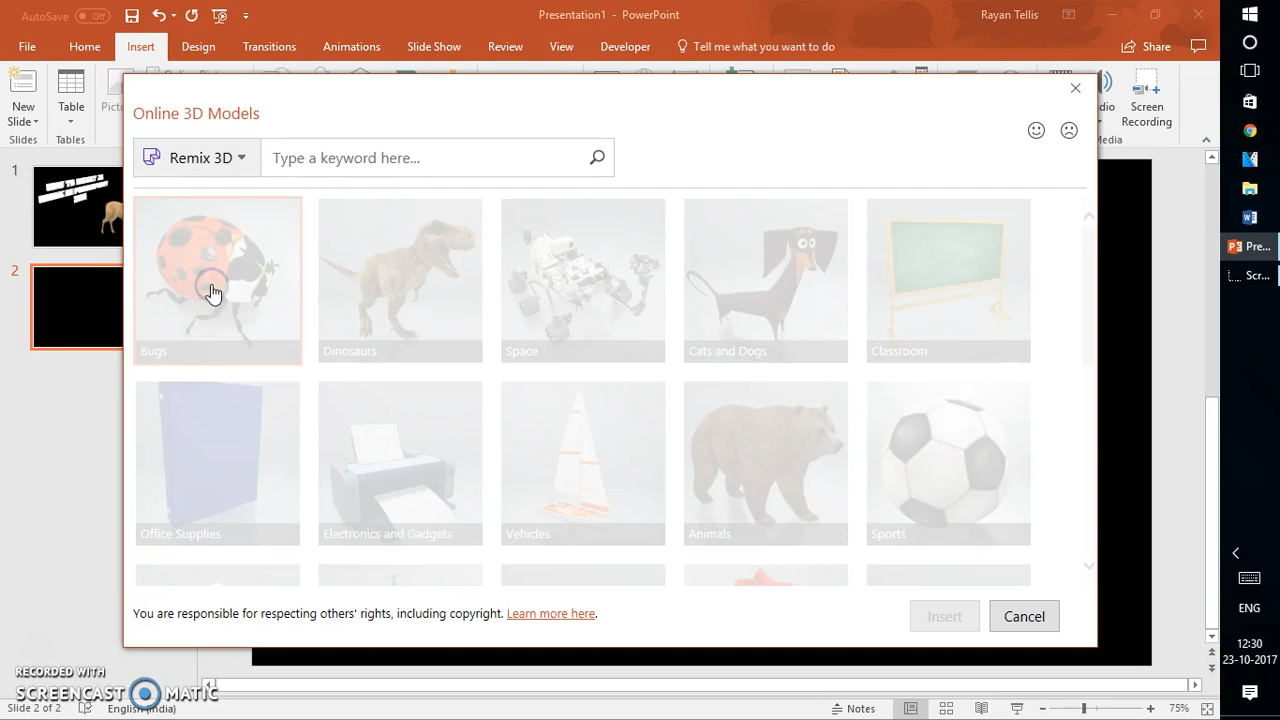 AutoSave Off
Presentation1 - PowerPoint
Rayan Tellis
File Home Insert Design Transitions Animations Slide Show Review View Developer Tell me what you want to do Share
New Slide
Slides
Table
Tables
Screen Recording
Online 3D Models
Remix 3D
Type a keyword here...
Bugs
Dinosaurs
Space
Cats and Dogs
Classroom
Office Supplies
Electronics and Gadgets
Vehicles
Animals
Sports
You are responsible for respecting others' rights, including copyright. Learn more here.
Insert
Cancel
1
2
Pre...
Scr...
ENG
12:30
23-10-2017
RECORDED WITH
SCREENCAST MATIC
Slide 2 of 2
English (India)
Notes
75%